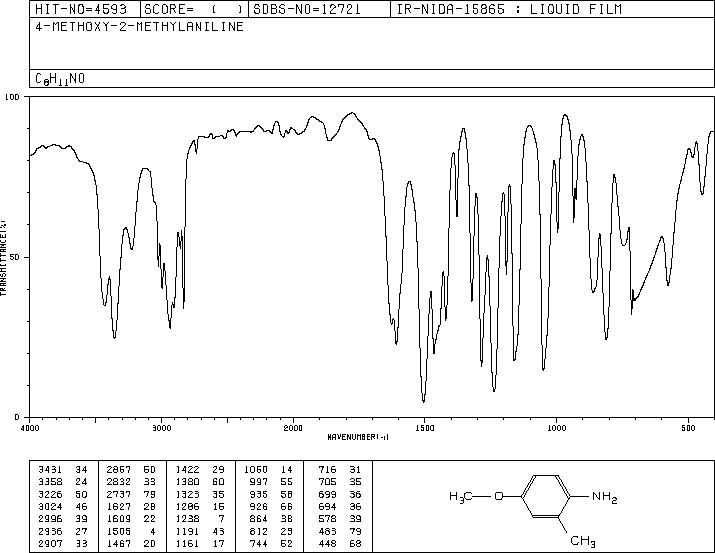 HIT-NO=4593 SCORE= ( ) SDBS-NO=12721 IR-NIDA-15865 : LIQUID FILM
4-METHOXY-2-METHYLANILINE
C8H11NO
100
50
0
TRANSMITTANCE(%)
4000 3000 2000 1500 1000 500
WAVENUMBER(-1)
3431 34 2867 60 1422 29 1050 14 716 31
3358 24 2832 33 1380 60 997 55 705 35
3226 50 2737 79 1323 35 935 58 699 36
3024 46 1627 28 1286 15 926 66 694 36
2996 39 1609 22 1238 7 864 38 578 39
2936 27 1505 4 1191 43 812 23 483 79
2907 33 1467 20 1161 17 744 52 448 68
H3C O NH2
CH3